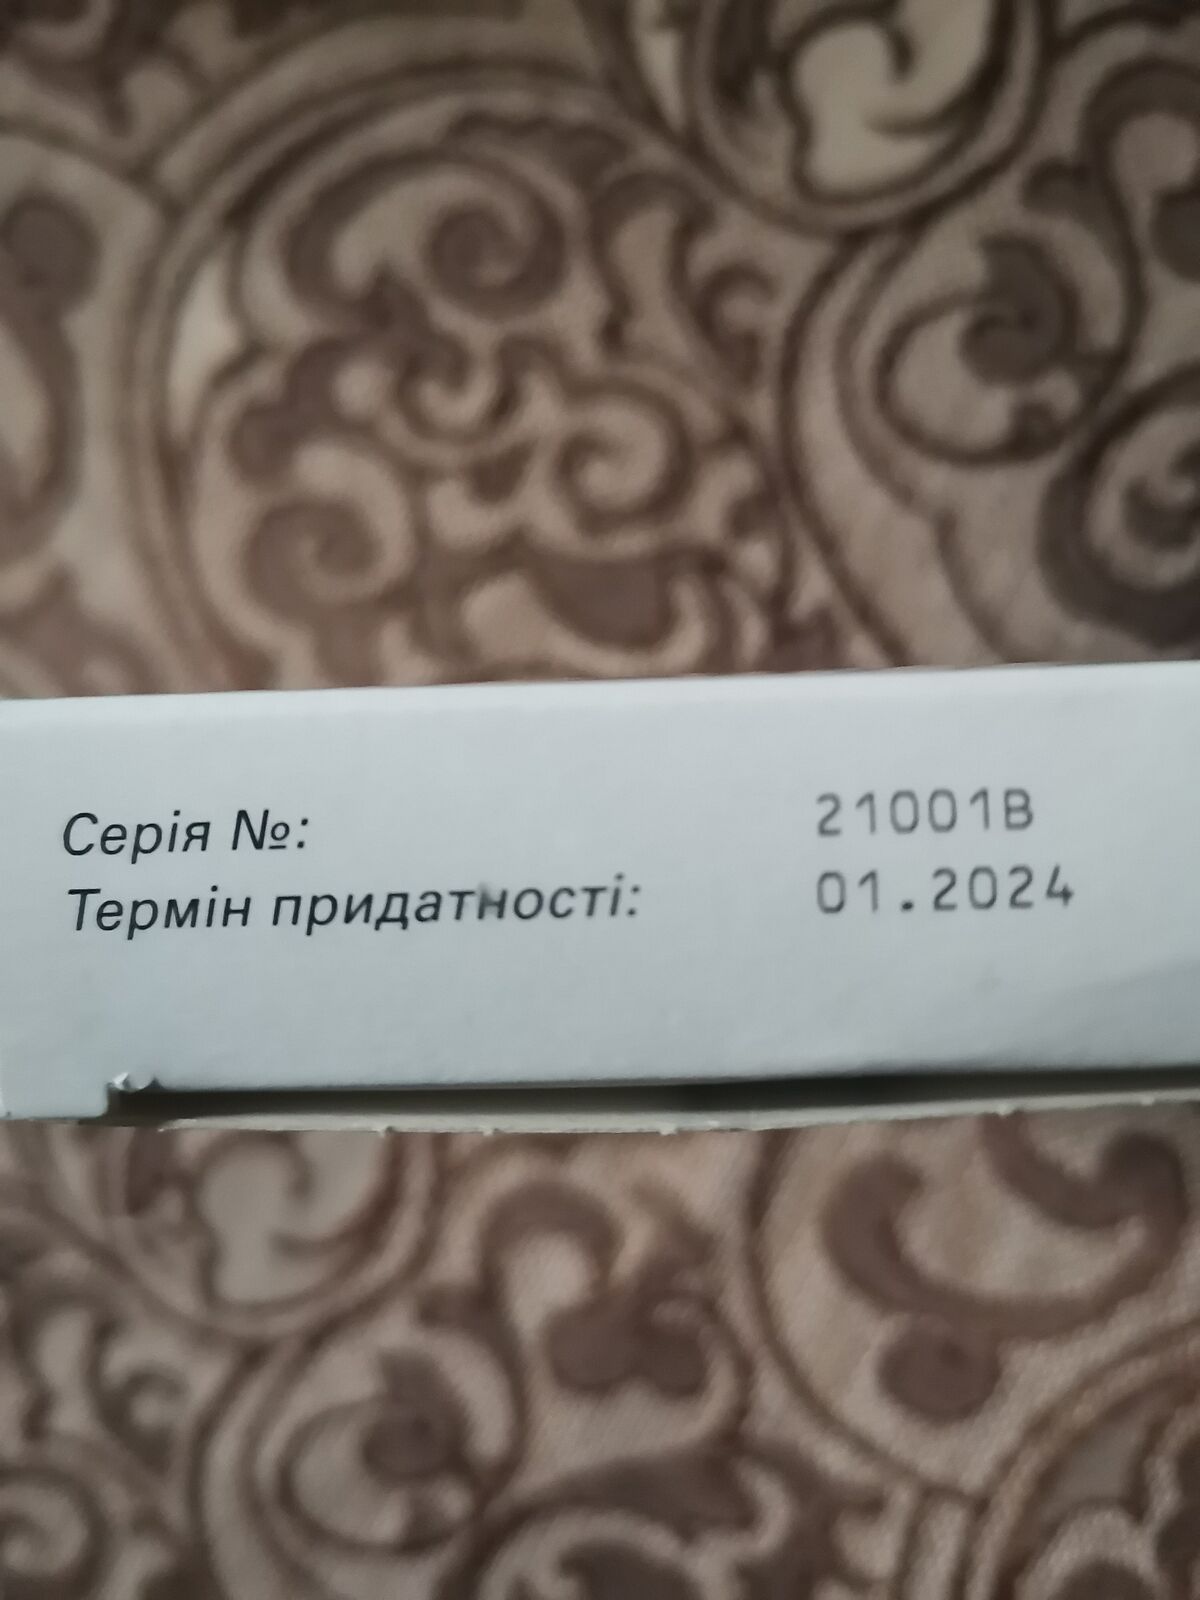 Серія №: 21001B
Термін придатності: 01.2024